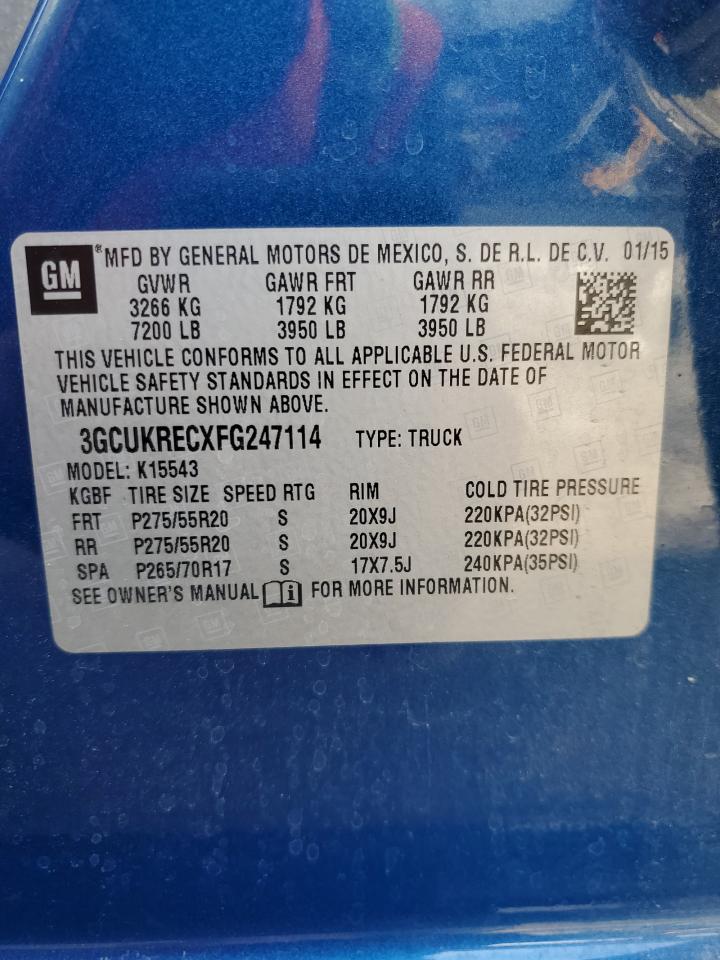 GM ®MFD BY GENERAL MOTORS DE MEXICO, S. DE R.L. DE C.V. 01/15
GVWR GAWR FRT GAWR RR
3266 KG 1792 KG 1792 KG
7200 LB 3950 LB 3950 LB
THIS VEHICLE CONFORMS TO ALL APPLICABLE U.S. FEDERAL MOTOR
VEHICLE SAFETY STANDARDS IN EFFECT ON THE DATE OF
MANUFACTURE SHOWN ABOVE.
3GCUKRECXFG247114 TYPE: TRUCK
MODEL: K15543
KGBF TIRE SIZE SPEED RTG RIM COLD TIRE PRESSURE
FRT P275/55R20 S 20X9J 220KPA(32PSI)
RR P275/55R20 S 20X9J 220KPA(32PSI)
SPA P265/70R17 S 17X7.5J 240KPA(35PSI)
SEE OWNER'S MANUAL i FOR MORE INFORMATION.